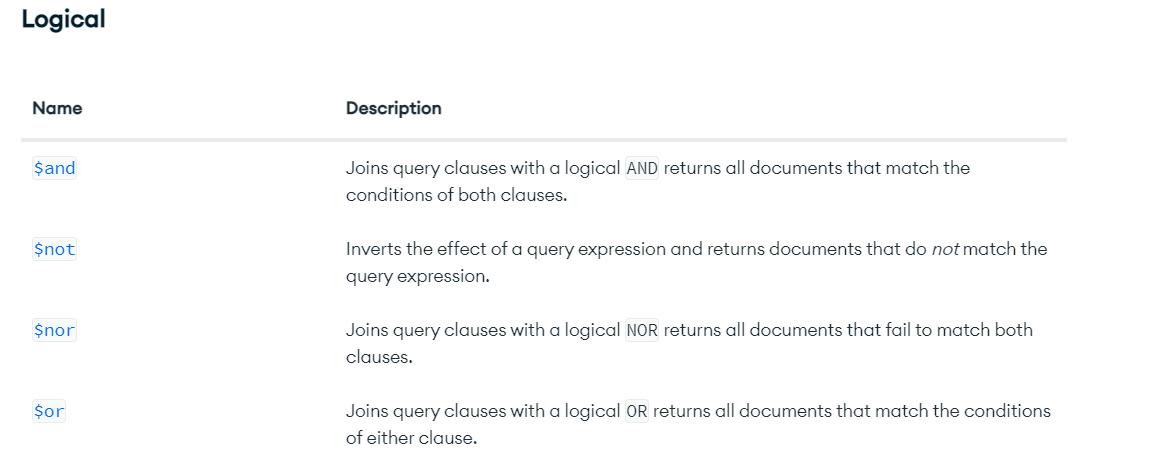 Logical
Name Description
$and Joins query clauses with a logical AND returns all documents that match the
conditions of both clauses.
$not Inverts the effect of a query expression and returns documents that do not match the
query expression.
$nor Joins query clauses with a logical NOR returns all documents that fail to match both
clauses.
$or Joins query clauses with a logical OR returns all documents that match the conditions
of either clause.